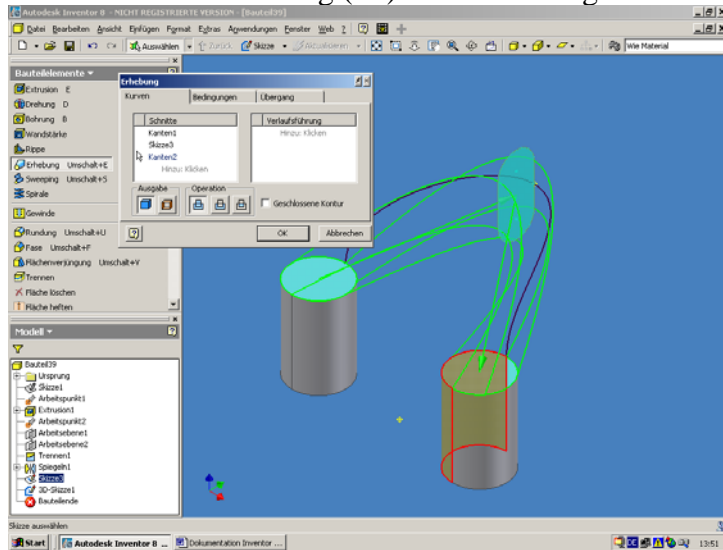 Autodesk Inventor 8 - NICHT REGISTRIERTE VERSION - [Bauteil39]
Datei Bearbeiten Ansicht Einfügen Format Extras Anwendungen Fenster Web ?
Auswählen Zurück Skizze Aktualisieren Wie Material
Bauteilelemente
Extrusion E
Drehung D
Bohrung B
Wandstärke
Rippe
Erhebung Umschalt+E
Sweeping Umschalt+S
Spirale
Gewinde
Rundung Umschalt+U
Fase Umschalt+F
Flächenverjüngung Umschalt+V
Trennen
Fläche löschen
Fläche heften
Erhebung
Kurven Bedingungen Übergang
Schnitte Verlaufsführung
Kanten1 Hinzu: Klicken
Skizze3
Kanten2
Hinzu: Klicken
Ausgabe Operation
Geschlossene Kontur
OK Abbrechen
Modell
Bauteil39
Ursprung
Skizze1
Arbeitspunkt1
Extrusion1
Arbeitspunkt2
Arbeitsebene1
Arbeitsebene2
Trennen1
Spiegeln1
Skizze3
3D-Skizze1
Bauteilende
Skizze auswählen
Start Autodesk Inventor 8 ... Dokumentation Inventor ... DE 13:51